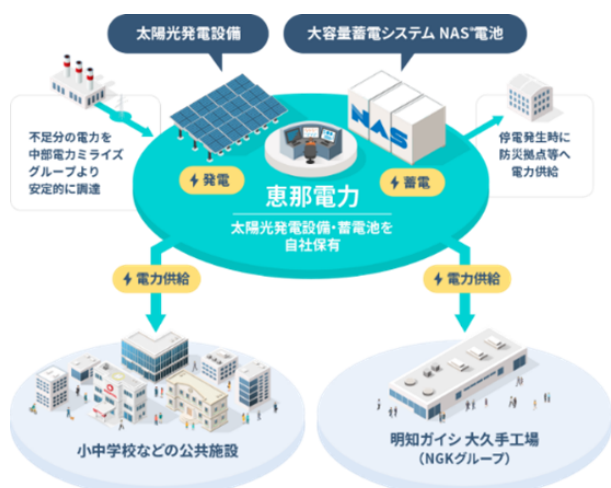 太陽光発電設備
大容量蓄電システム NAS®電池
不足分の電力を
中部電力ミライズ
グループより
安定的に調達
NAS
停電発生時に
防災拠点等へ
電力供給
発電
蓄電
恵那電力
太陽光発電設備・蓄電池を
自社保有
電力供給
電力供給
小中学校などの公共施設
明知ガイシ 大久手工場
（NGKグループ）